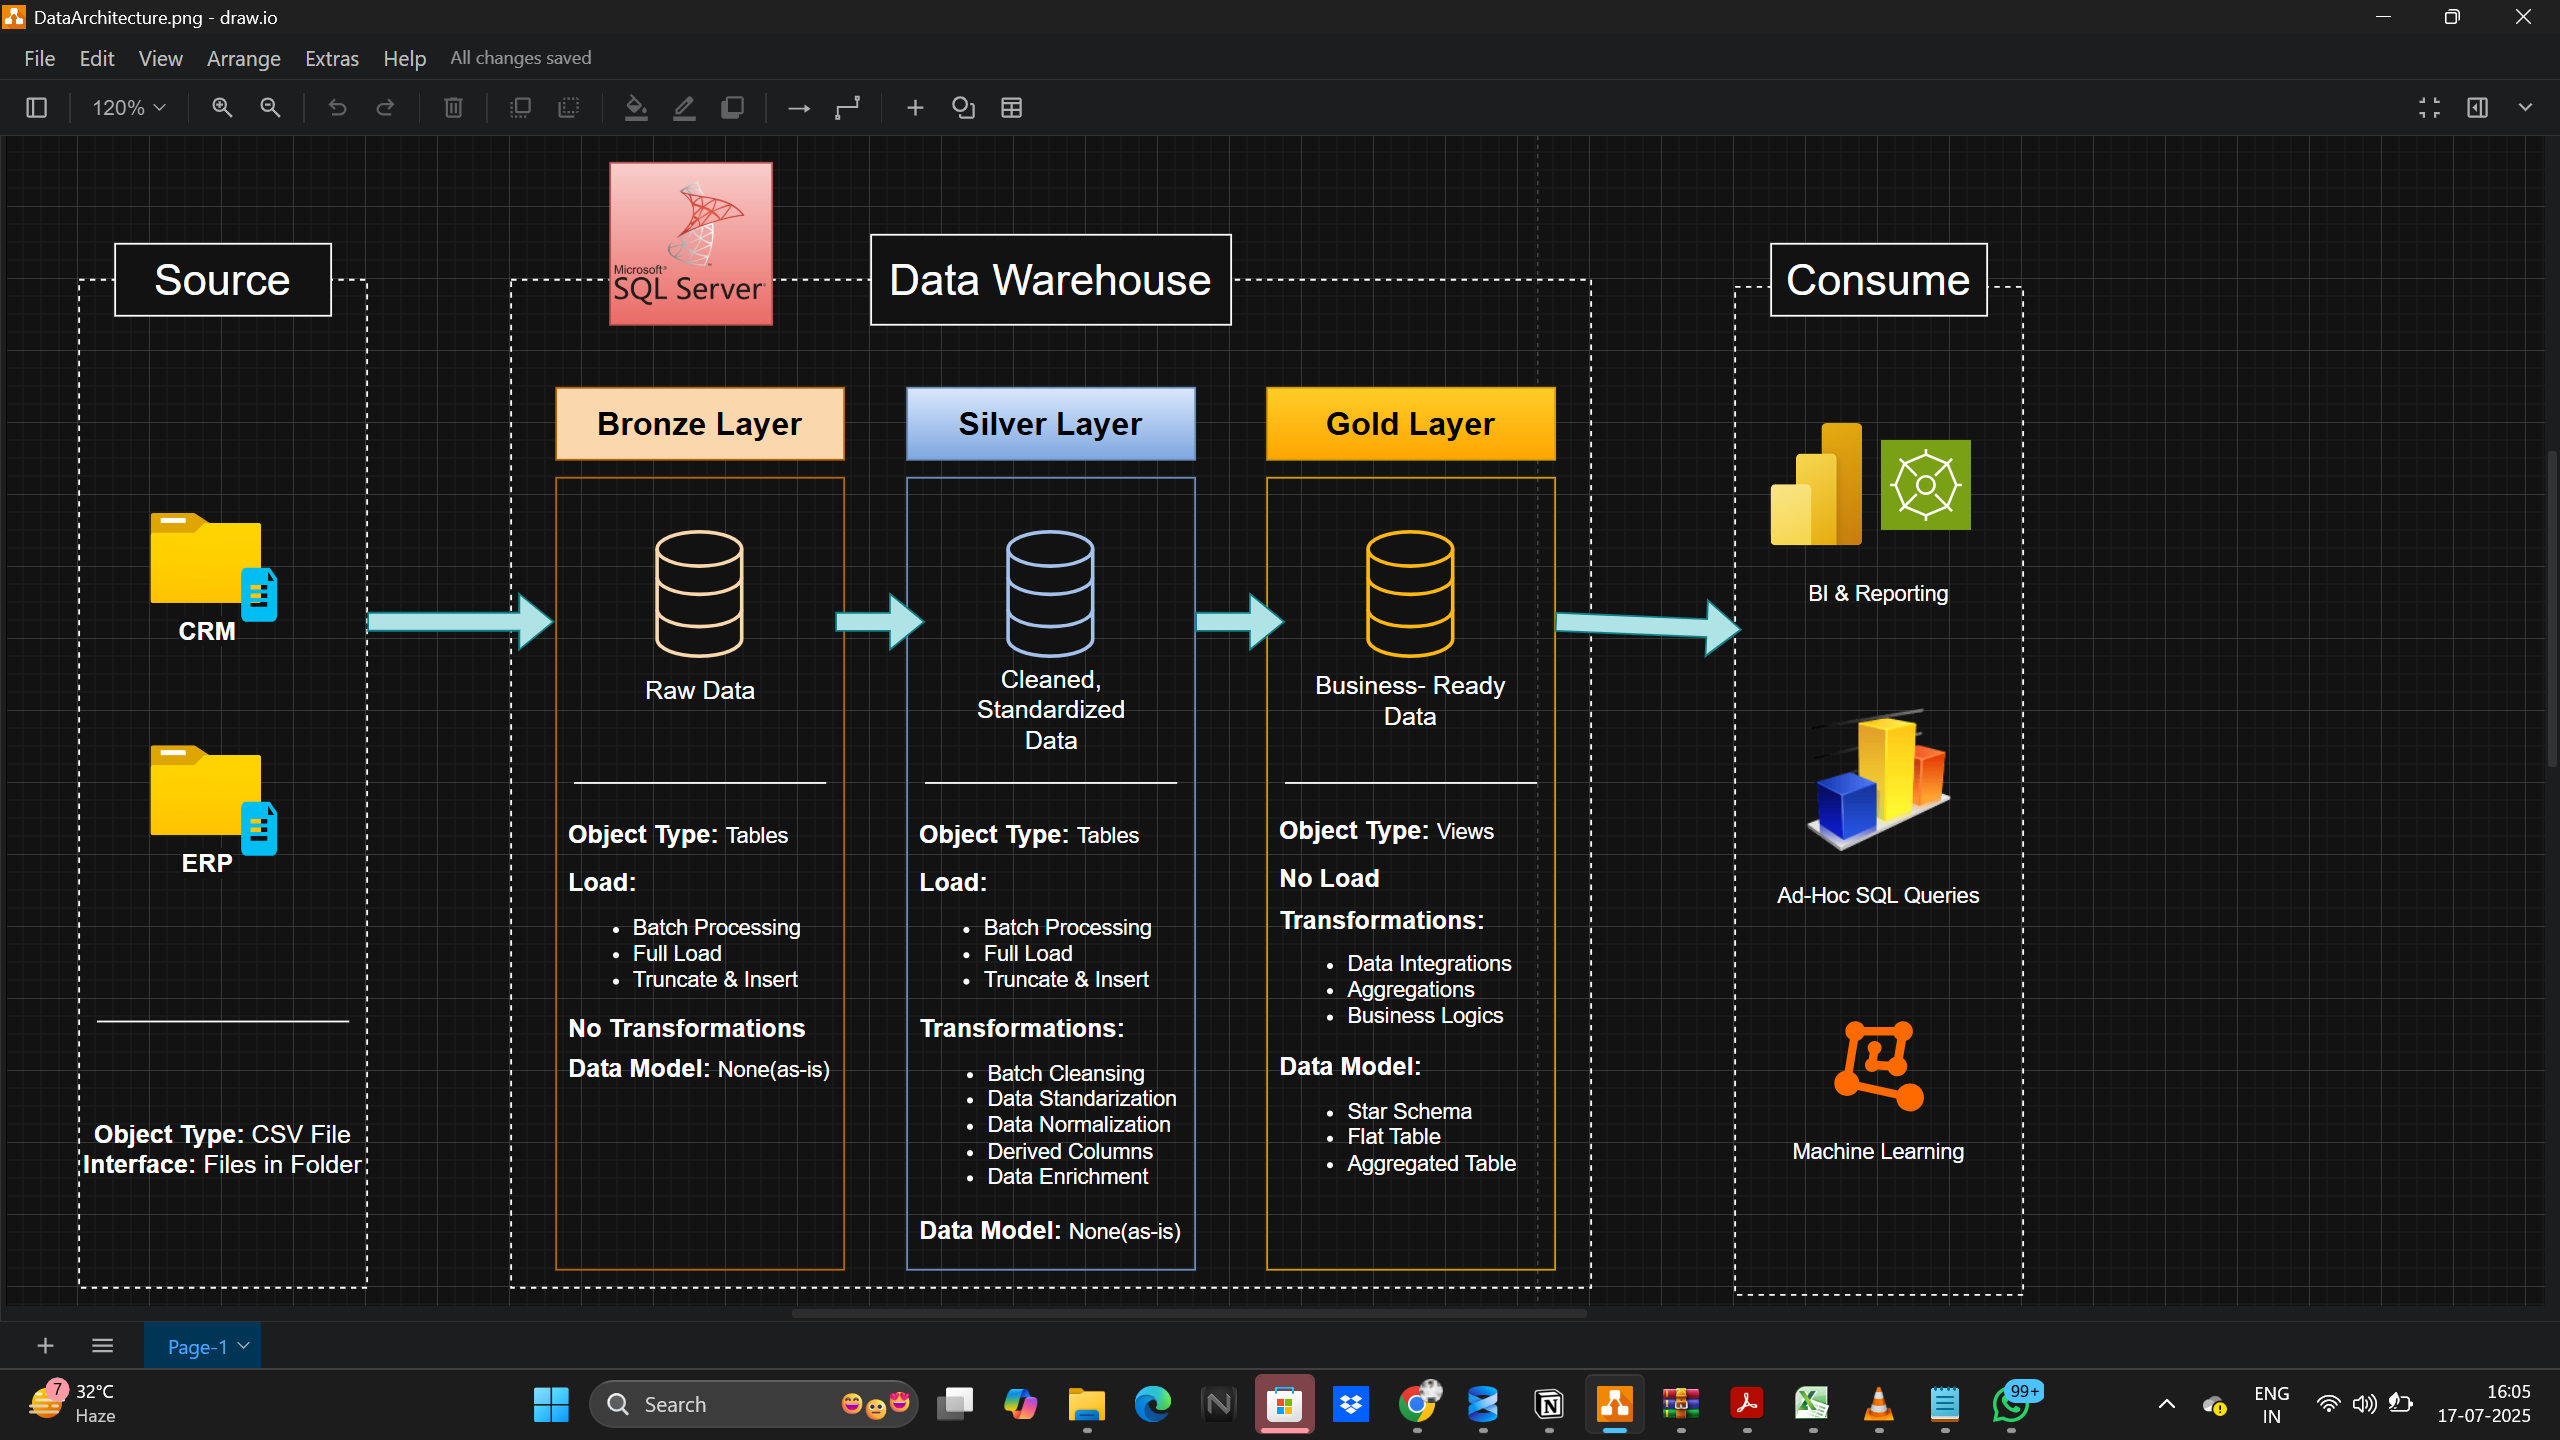 DataArchitecture.png - draw.io
File Edit View Arrange Extras Help All changes saved
120%
Microsoft®
SQL Server
Source
Data Warehouse
Consume
Bronze Layer
Silver Layer
Gold Layer
CRM
ERP
Object Type: CSV File
Interface: Files in Folder
Raw Data
Object Type: Tables
Load:
• Batch Processing
• Full Load
• Truncate & Insert
No Transformations
Data Model: None(as-is)
Cleaned,
Standardized
Data
Object Type: Tables
Load:
• Batch Processing
• Full Load
• Truncate & Insert
Transformations:
• Batch Cleansing
• Data Standarization
• Data Normalization
• Derived Columns
• Data Enrichment
Data Model: None(as-is)
Business- Ready
Data
Object Type: Views
No Load
Transformations:
• Data Integrations
• Aggregations
• Business Logics
Data Model:
• Star Schema
• Flat Table
• Aggregated Table
BI & Reporting
Ad-Hoc SQL Queries
Machine Learning
Page-1
7
32°C
Haze
Search
99+
ENG
IN
16:05
17-07-2025